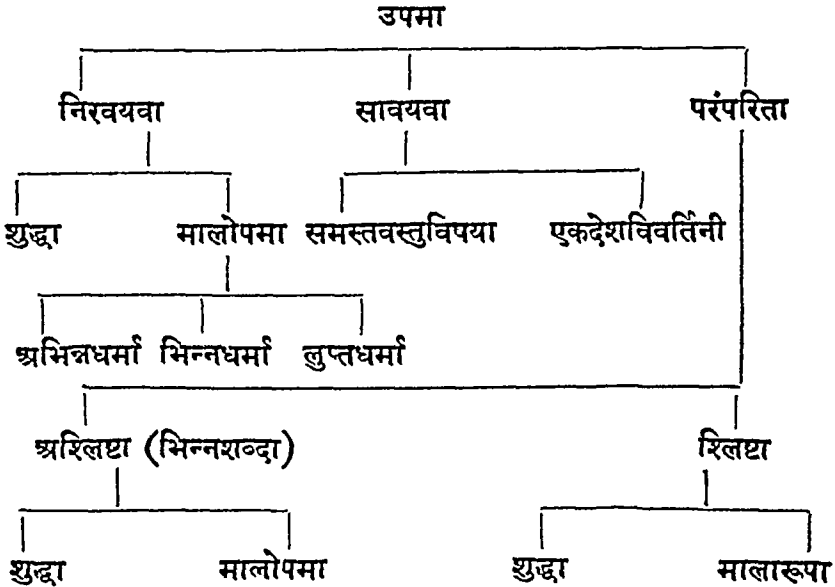 उपमा
निरवयवा सावयवा परंपरिता
शुद्धा मालोपमा समस्तवस्तुविषया एकदेशविवर्तिनी
अभिन्नधर्मा भिन्नधर्मा लुप्तधर्मा
अश्लिष्टा (भिन्नशब्दा) श्लिष्टा
शुद्धा मालोपमा शुद्धा मालारूपा